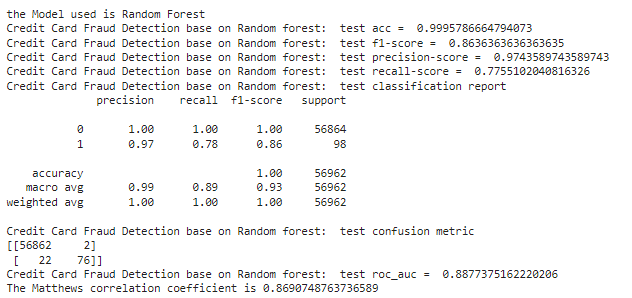 the Model used is Random Forest
Credit Card Fraud Detection base on Random forest:  test acc =  0.9995786664794073
Credit Card Fraud Detection base on Random forest:  test f1-score =  0.8636363636363635
Credit Card Fraud Detection base on Random forest:  test precision-score =  0.9743589743589743
Credit Card Fraud Detection base on Random forest:  test recall-score =  0.7755102040816326
Credit Card Fraud Detection base on Random forest:  test classification report
              precision    recall  f1-score   support
           0       1.00      1.00      1.00     56864
           1       0.97      0.78      0.86        98
    accuracy                           1.00     56962
   macro avg       0.99      0.89      0.93     56962
weighted avg       1.00      1.00      1.00     56962
Credit Card Fraud Detection base on Random forest:  test confusion metric
[[56862     2]
 [   22    76]]
Credit Card Fraud Detection base on Random forest:  test roc_auc =  0.8877375162220206
The Matthews correlation coefficient is 0.8690748763736589